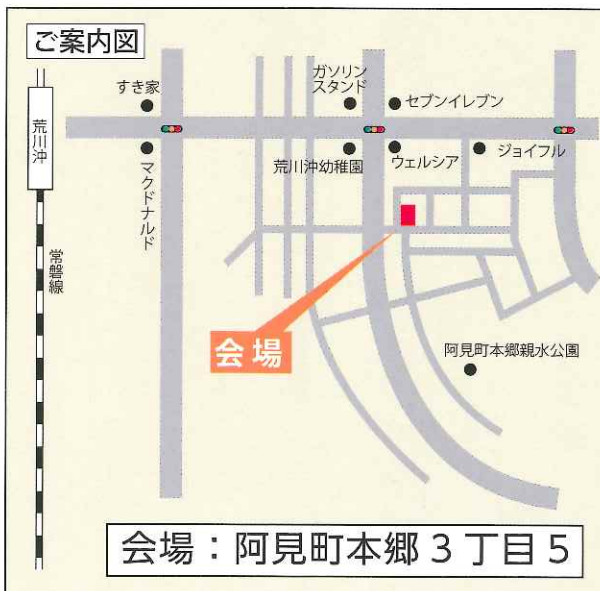 ご案内図
すき家
ガソリン
スタンド
セブンイレブン
荒川沖
マクドナルド
荒川沖幼稚園
ウェルシア
ジョイフル
常磐線
会場
阿見町本郷親水公園
会場：阿見町本郷3丁目5